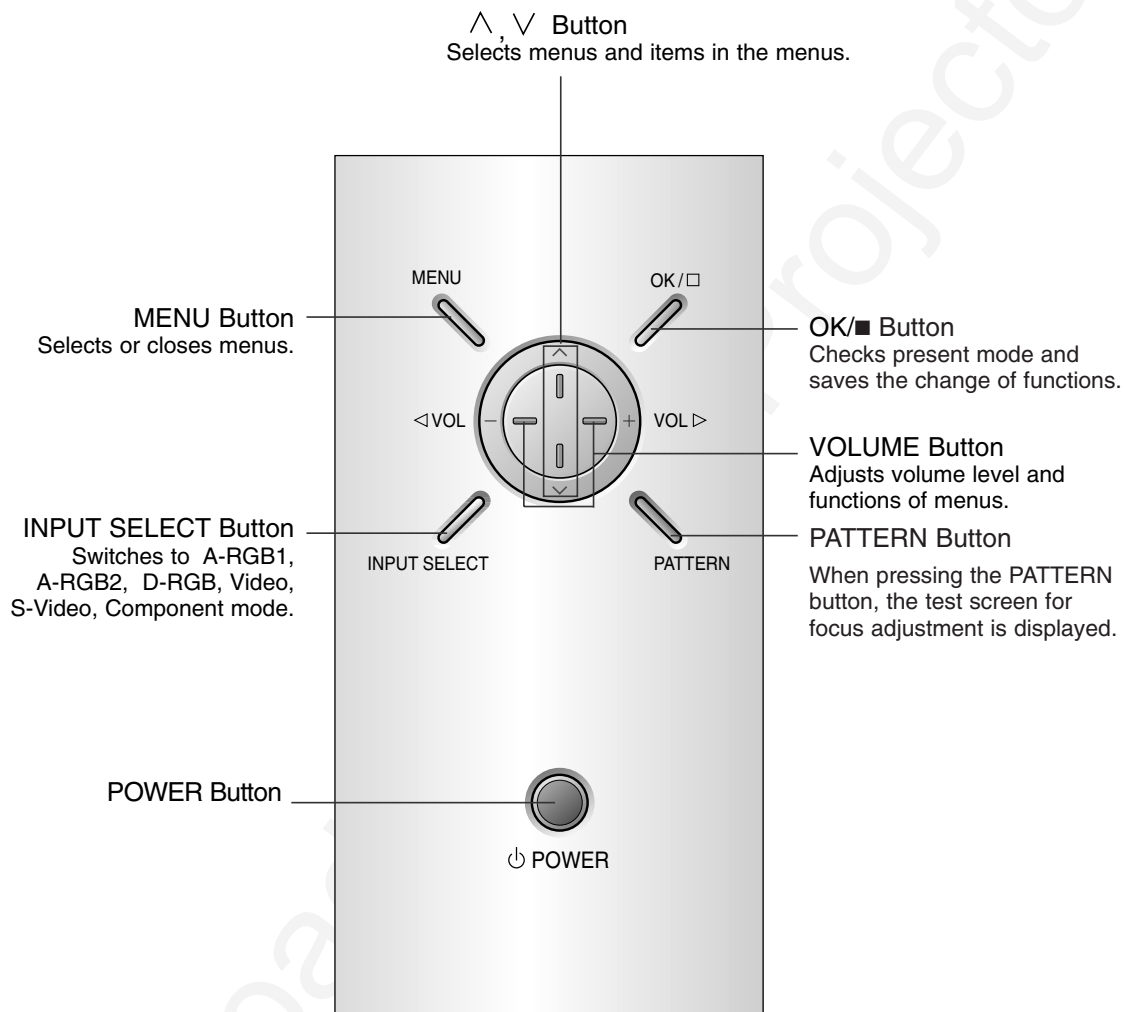 ∧, ∨ Button
Selects menus and items in the menus.
MENU
OK/□
MENU Button
Selects or closes menus.
OK/■ Button
Checks present mode and
saves the change of functions.
◁ VOL
−
+
VOL ▷
VOLUME Button
Adjusts volume level and
functions of menus.
INPUT SELECT Button
Switches to A-RGB1,
A-RGB2, D-RGB, Video,
S-Video, Component mode.
INPUT SELECT
PATTERN
PATTERN Button
When pressing the PATTERN
button, the test screen for
focus adjustment is displayed.
POWER Button
POWER